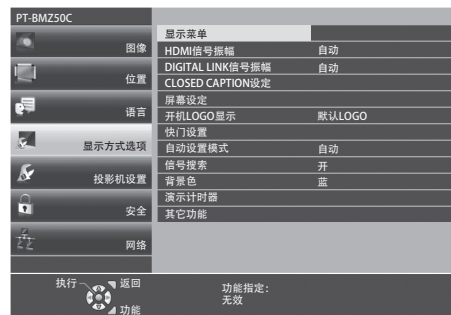 PT-BMZ50C
图像
位置
语言
显示方式选项
投影机设置
安全
网络
显示菜单
HDMI信号振幅 自动
DIGITAL LINK信号振幅 自动
CLOSED CAPTION设定
屏幕设定
开机LOGO显示 默认LOGO
快门设置
自动设置模式 自动
信号搜索 开
背景色 蓝
演示计时器
其它功能
执行 返回
功能
功能指定：
无效